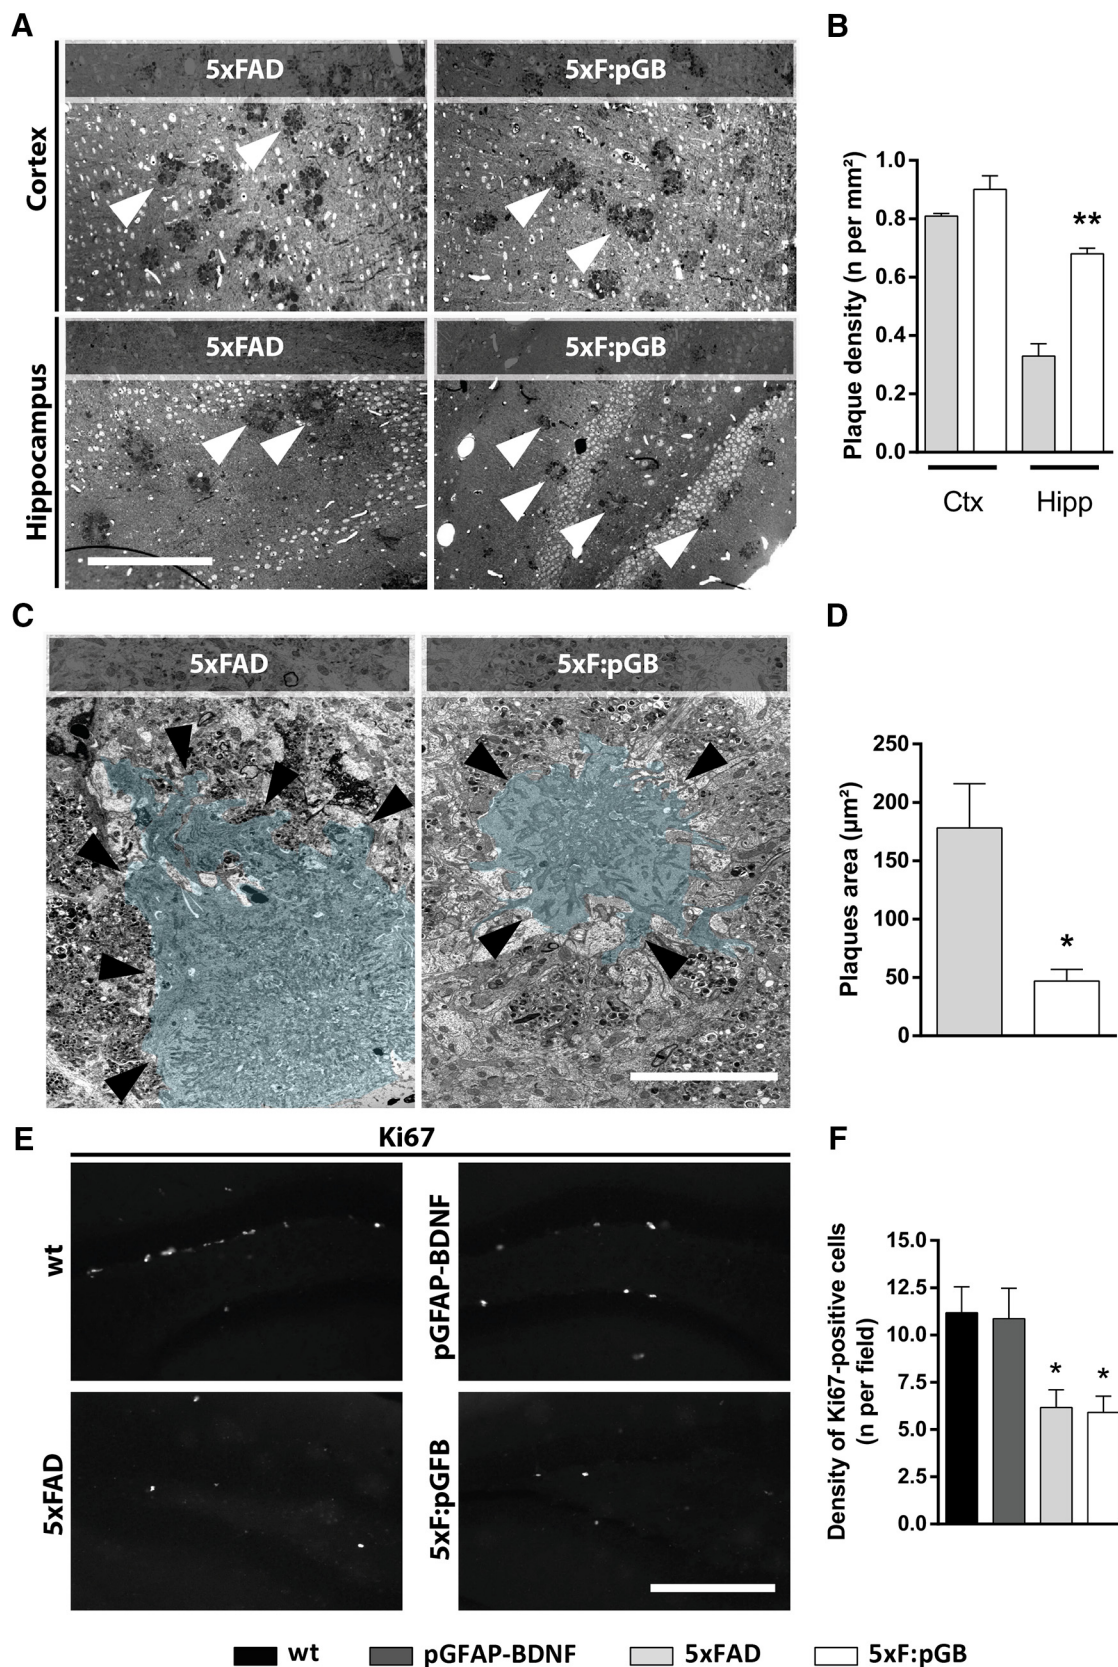 A
5xFAD
5xF:pGB
Cortex
5xFAD
5xF:pGB
Hippocampus
B
Plaque density (n per mm²)
1.0
0.8
0.6
0.4
0.2
0.0
**
Ctx
Hipp
C
5xFAD
5xF:pGB
D
Plaques area (µm²)
250
200
150
100
50
0
*
E
Ki67
wt
pGFAP-BDNF
5xFAD
5xF:pGFB
F
Density of Ki67-positive cells
(n per field)
15.0
12.5
10.0
7.5
5.0
2.5
0.0
*
*
wt
pGFAP-BDNF
5xFAD
5xF:pGB